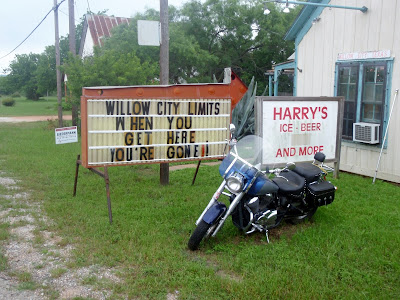 WILLOW CITY LIMITS
WHEN YOU
GET HERE
YOU'RE GONE!!
HARRY'S
ICE - BEER
AND MORE